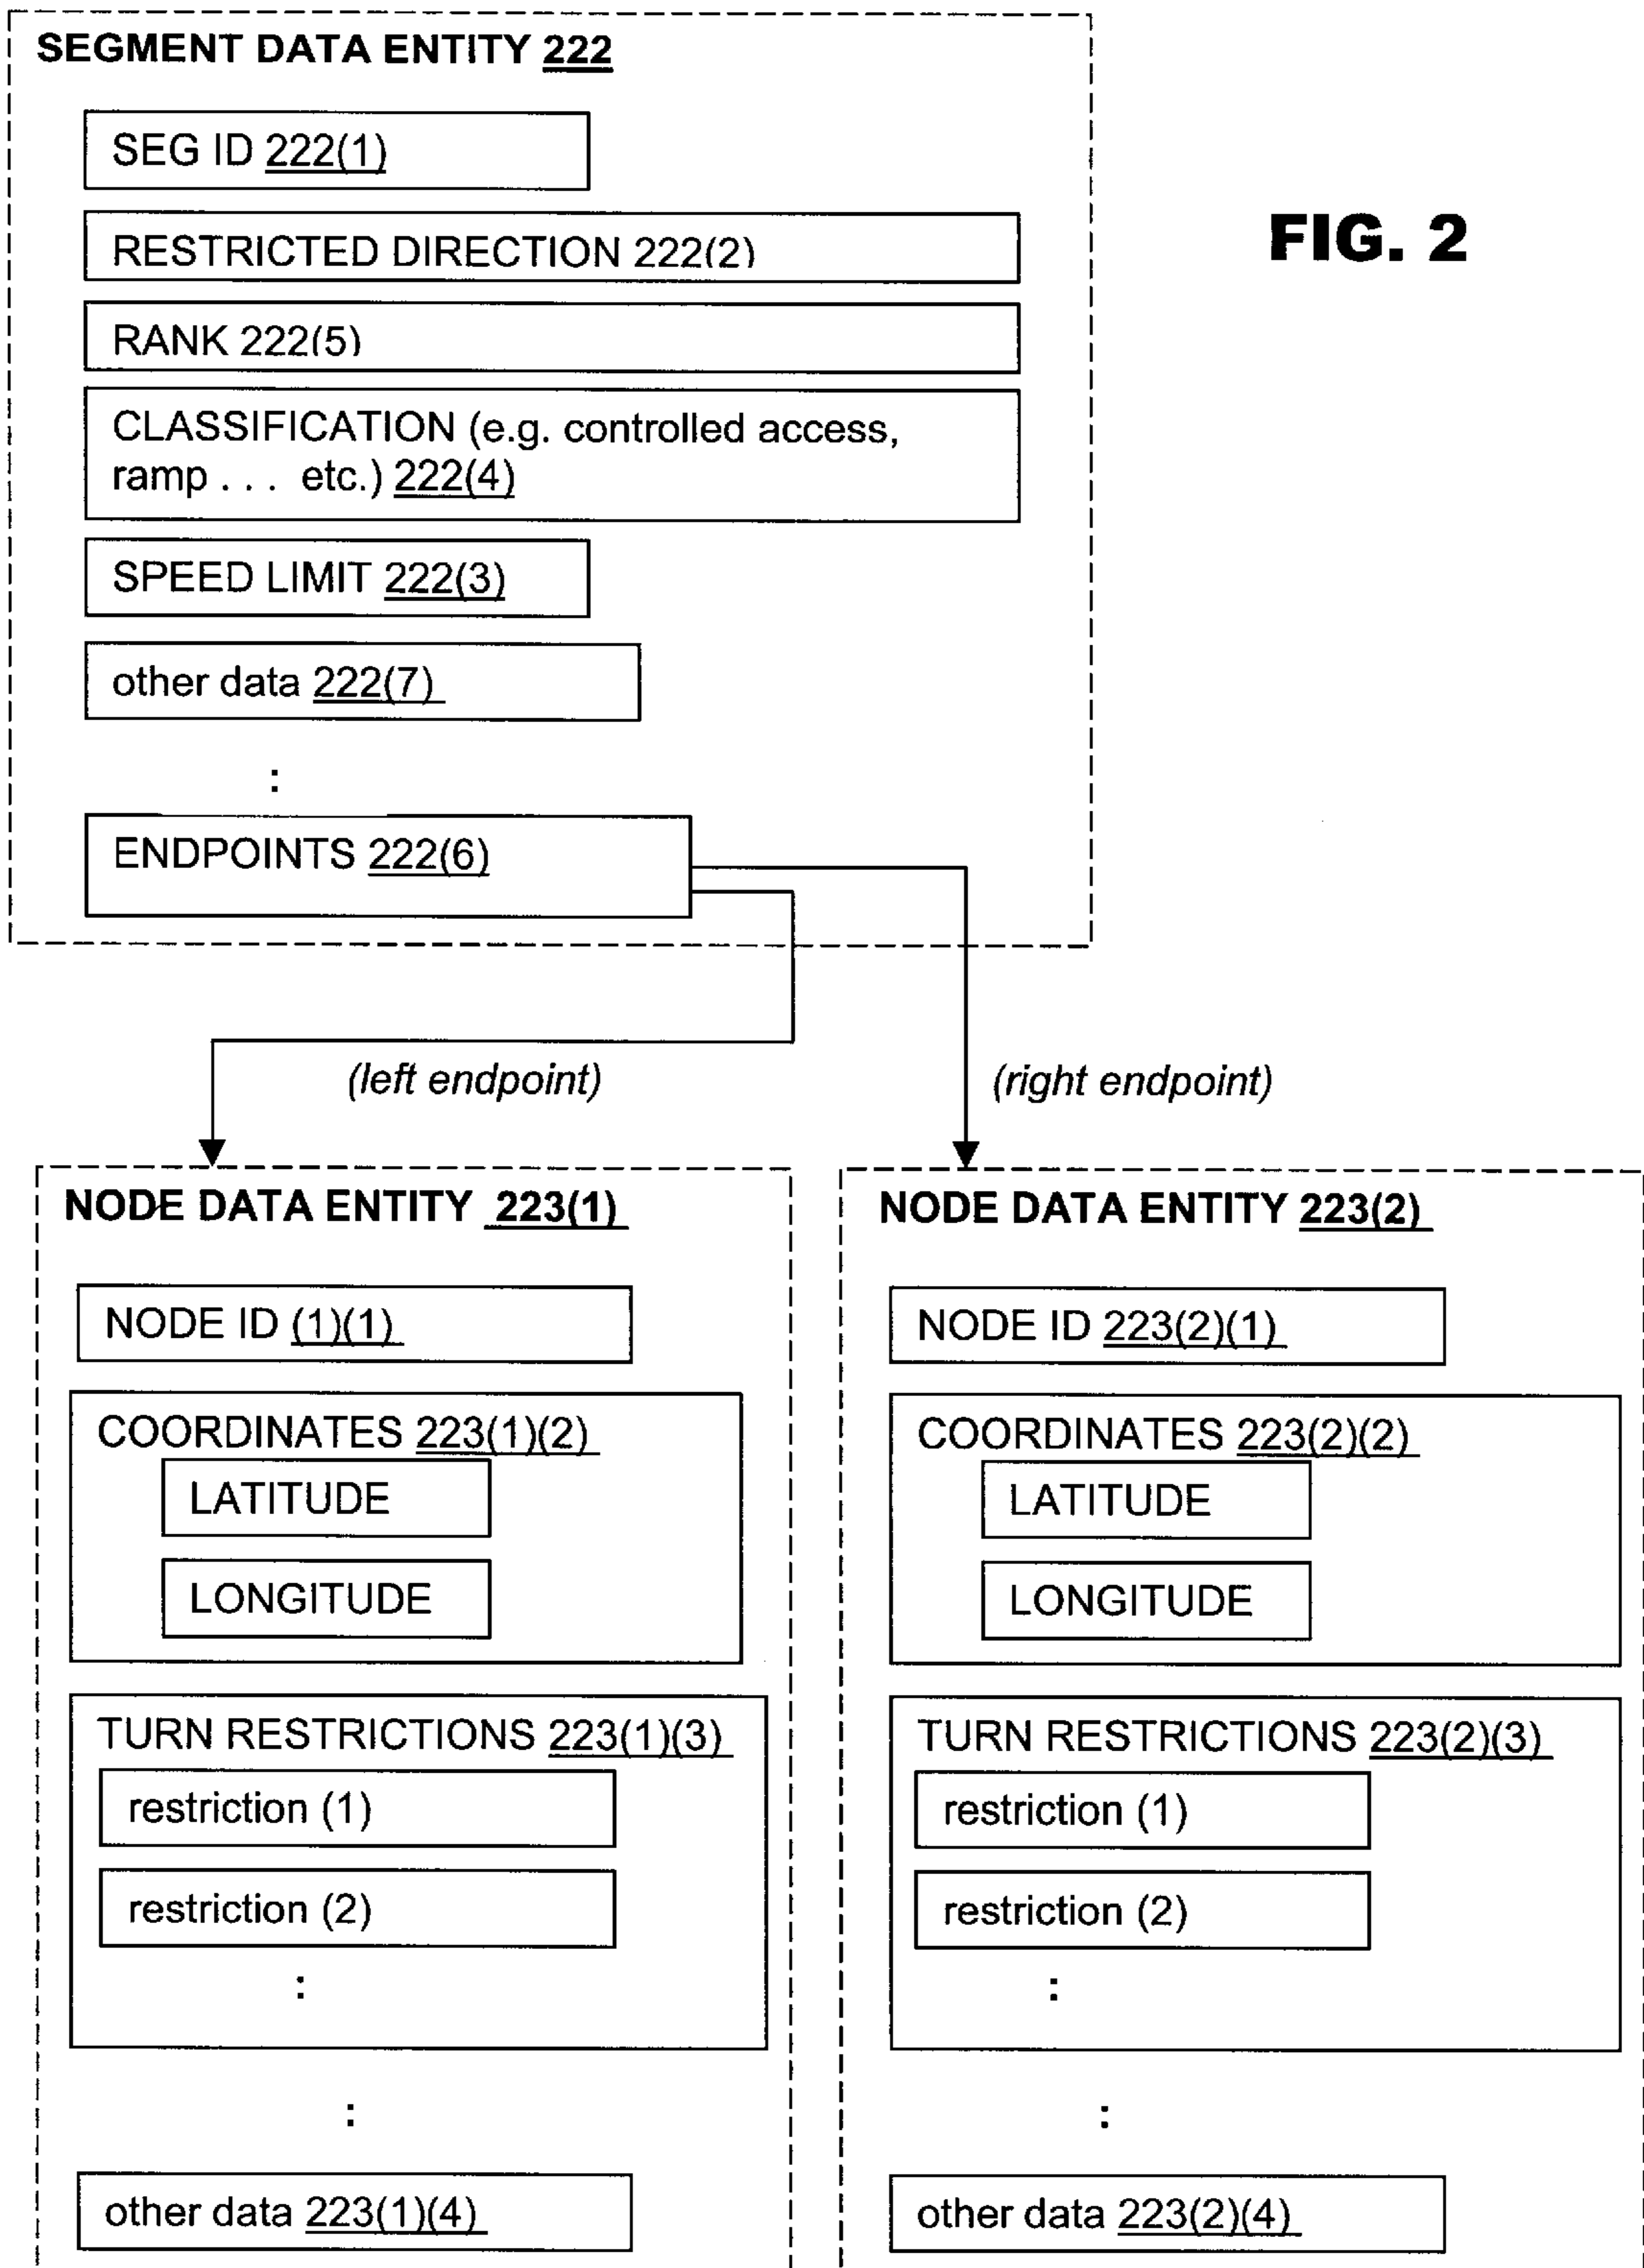 SEGMENT DATA ENTITY 222
SEG ID 222(1)
RESTRICTED DIRECTION 222(2)
FIG. 2
RANK 222(5)
CLASSIFICATION (e.g. controlled access,
ramp . . . etc.) 222(4)
SPEED LIMIT 222(3)
other data 222(7)
:
ENDPOINTS 222(6)
(left endpoint)
(right endpoint)
NODE DATA ENTITY 223(1)
NODE ID (1)(1)
COORDINATES 223(1)(2)
LATITUDE
LONGITUDE
TURN RESTRICTIONS 223(1)(3)
restriction (1)
restriction (2)
:
:
other data 223(1)(4)
NODE DATA ENTITY 223(2)
NODE ID 223(2)(1)
COORDINATES 223(2)(2)
LATITUDE
LONGITUDE
TURN RESTRICTIONS 223(2)(3)
restriction (1)
restriction (2)
:
:
other data 223(2)(4)